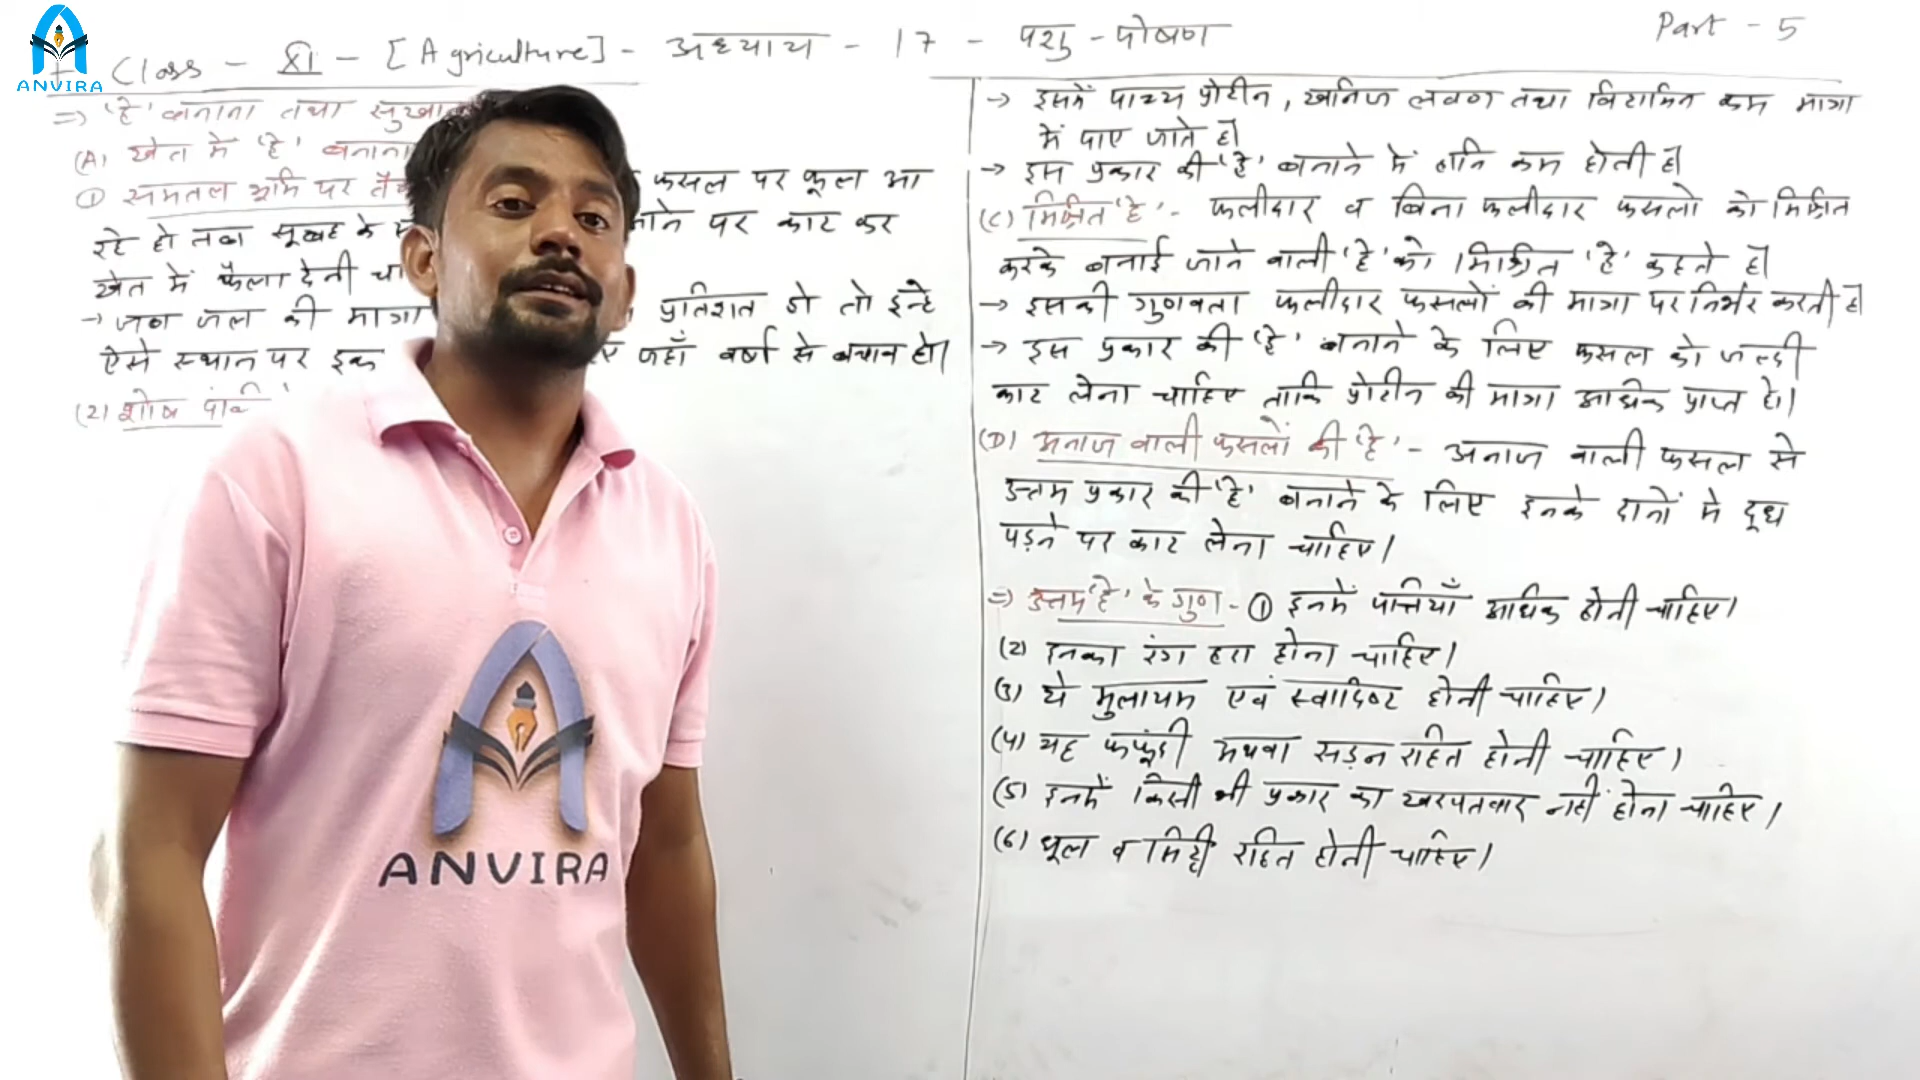 ANVIRA
Class - XI - [Agriculture] - अध्याय - 17 - पशु - पोषण
Part - 5
⇒ 'हे' बनाना तथा सुखाना
(A) खेत में 'हे' बनाना
① समतल भूमि पर
फसल पर फूल आ
रहे हो तब सुबह के
जाने पर काट कर
खेत में फैला देनी
→ जब जल की मात्रा
प्रतिशत हो तो इन्हे
ऐसे स्थान पर इक
जहाँ वर्षा से बचाव हो।
(2)
→ इसमें पाच्य प्रोटीन, खनिज लवण तथा विटामिन कम मात्रा
में पाए जाते है।
→ इस प्रकार की 'हे' बनाने में हानि कम होती है।
(C) मिश्रित 'हे' - फलीदार व बिना फलीदार फसलो को मिश्रित
करके बनाई जाने वाली 'हे' को मिश्रित 'हे' कहते है।
→ इसकी गुणवता फलीदार फसलों की मात्रा पर निर्भर करती है
→ इस प्रकार की 'हे' बनाने के लिए फसल को जल्दी
काट लेना चाहिए ताकि प्रोटीन की मात्रा अधिक प्राप्त हो।
(D) अनाज वाली फसलों की 'हे' - अनाज वाली फसल से
उत्तम प्रकार की 'हे' बनाने के लिए इनके दानों मे दूध
पड़ने पर काट लेना चाहिए।
⇒ उत्तम 'हे' के गुण - ① इनमें पत्तियाँ अधिक होनी चाहिए।
(2) इनका रंग हरा होना चाहिए।
(3) ये मुलायम एवं स्वादिष्ट होनी चाहिए।
(4) यह फफूंदी अथवा सड़न रहित होनी चाहिए।
(5) इनमें किसी भी प्रकार का खरपतवार नहीं होना चाहिए।
(6) धूल व मिट्टी रहित होनी चाहिए।
ANVIRA